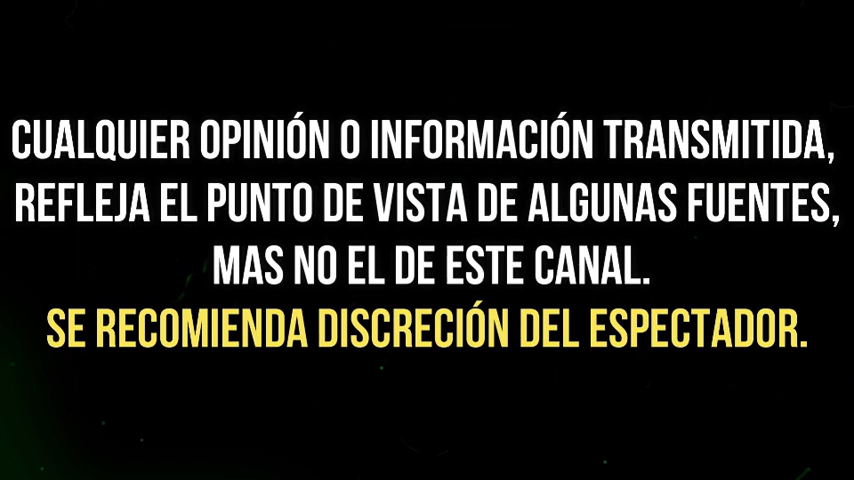 CUALQUIER OPINIÓN O INFORMACIÓN TRANSMITIDA,
REFLEJA EL PUNTO DE VISTA DE ALGUNAS FUENTES,
MAS NO EL DE ESTE CANAL.
SE RECOMIENDA DISCRECIÓN DEL ESPECTADOR.